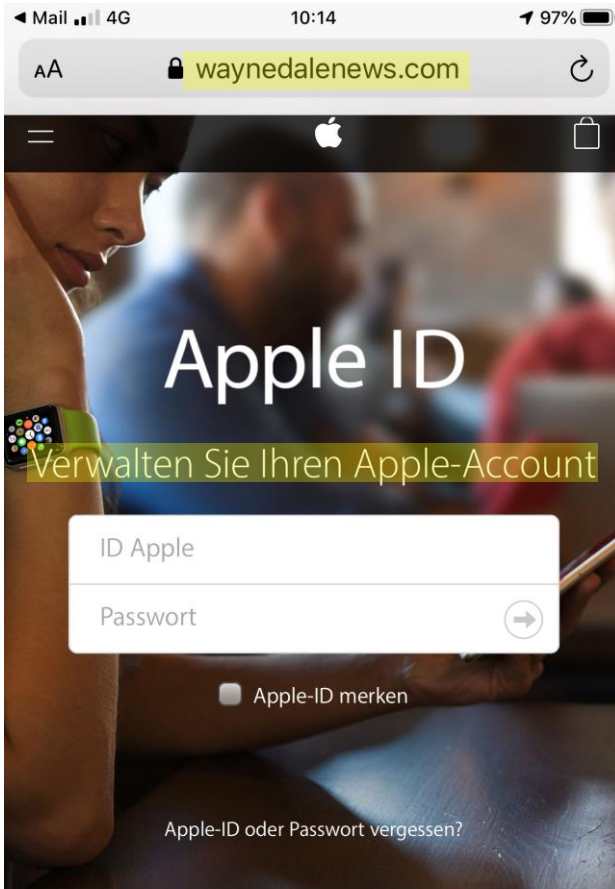 Mail 4G 10:14 97%
AA waynedalenews.com
Apple ID
Verwalten Sie Ihren Apple-Account
ID Apple
Passwort
Apple-ID merken
Apple-ID oder Passwort vergessen?